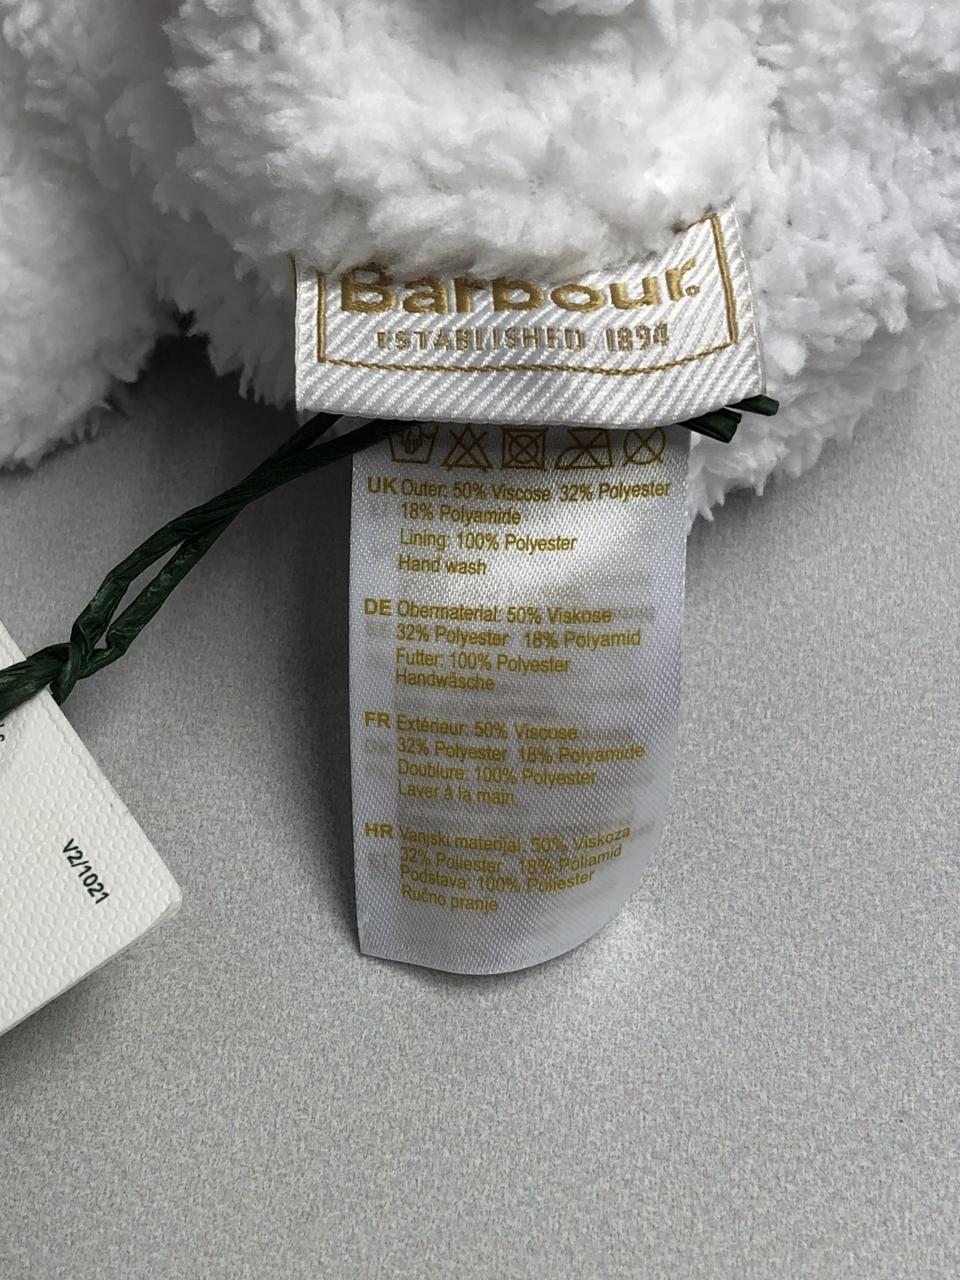 Barbour.
ESTABLISHED 1894
UK Outer: 50% Viscose 32% Polyester
18% Polyamide
Lining: 100% Polyester
Hand wash
DE Obermaterial: 50% Viskose
32% Polyester 18% Polyamid
Futter: 100% Polyester
Handwäsche
FR Extérieur: 50% Viscose
32% Polyester 18% Polyamide
Doublure: 100% Polyester
Laver à la main
HR Vanjski materijal: 50% Viskoza
32% Poliester 18% Poliamid
Podstava: 100% Poliester
Ručno pranje
V2/1021